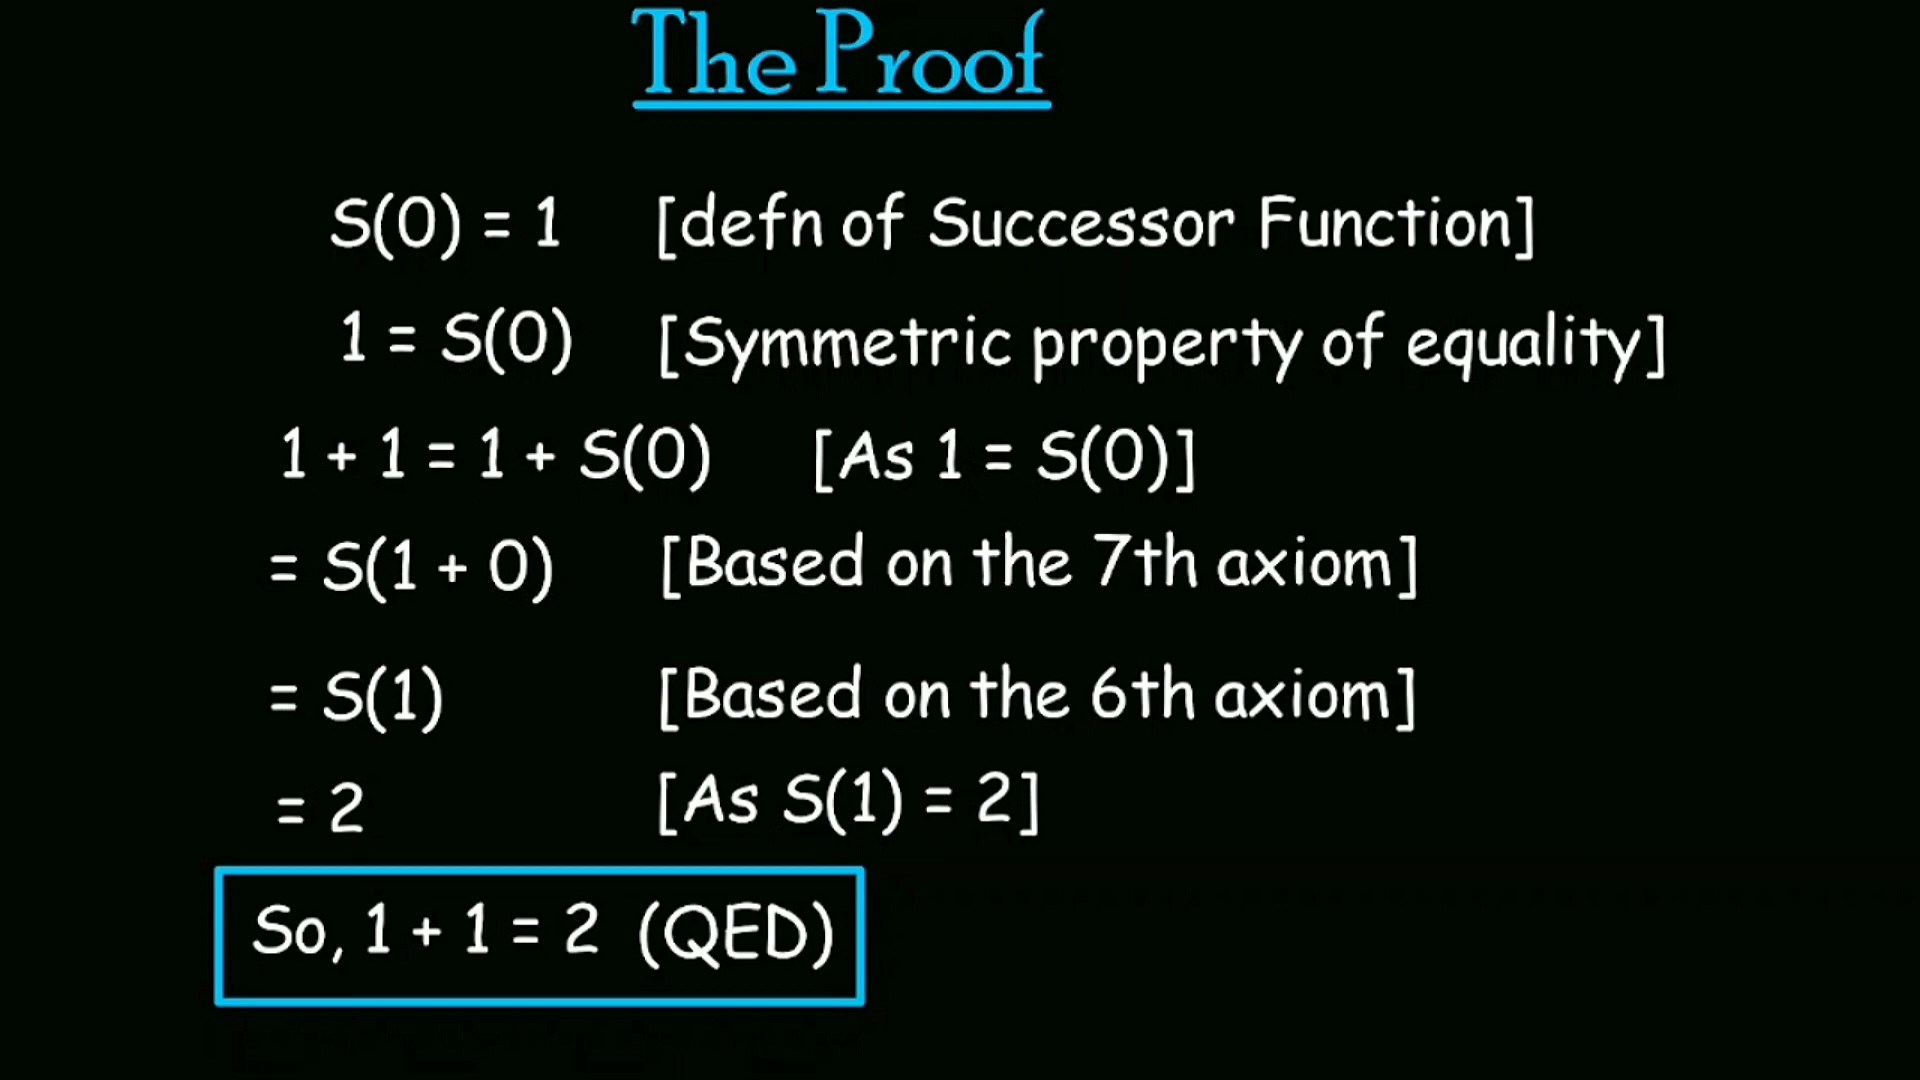 The Proof
S(0) = 1 [defn of Successor Function]
1 = S(0) [Symmetric property of equality]
1 + 1 = 1 + S(0) [As 1 = S(0)]
= S(1 + 0) [Based on the 7th axiom]
= S(1) [Based on the 6th axiom]
= 2 [As S(1) = 2]
So, 1 + 1 = 2 (QED)